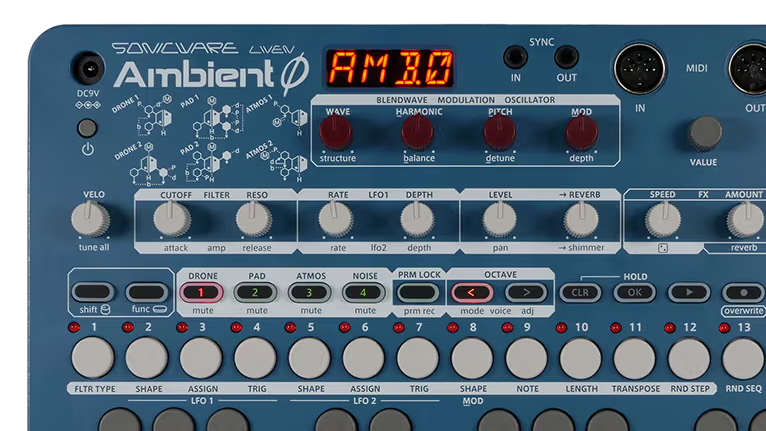 SONICWARE LIVEN
Ambient Ø
AM 3.0
SYNC
IN OUT
MIDI
IN OUT
DC9V
DRONE 1 PAD 1 ATMOS 1
DRONE 2 PAD 2 ATMOS 2
BLENDWAVE MODULATION OSCILLATOR
WAVE HARMONIC PITCH MOD
structure balance detune depth
VALUE
VELO
tune all
CUTOFF FILTER RESO
attack amp release
RATE LFO1 DEPTH
rate lfo2 depth
LEVEL → REVERB
pan → shimmer
SPEED FX AMOUNT
reverb
DRONE PAD ATMOS NOISE PRM LOCK OCTAVE HOLD
1 2 3 4 < > CLR OK
shift func mute mute mute mute prm rec mode voice adj overwrite
1 2 3 4 5 6 7 8 9 10 11 12 13
FLTR TYPE SHAPE ASSIGN TRIG SHAPE ASSIGN TRIG SHAPE NOTE LENGTH TRANSPOSE RND STEP RND SEQ
LFO 1 LFO 2 MOD